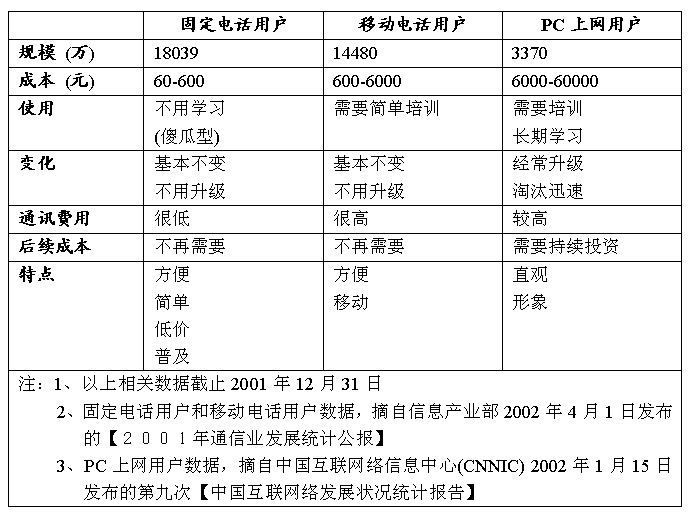 固定电话用户 移动电话用户 PC 上网用户
规模 (万) 18039 14480 3370
成本 (元) 60-600 600-6000 6000-60000
使用 不用学习 需要简单培训 需要培训
(傻瓜型) 长期学习
变化 基本不变 基本不变 经常升级
不用升级 不用升级 淘汰迅速
通讯费用 很低 很高 较高
后续成本 不再需要 不再需要 需要持续投资
特点 方便 方便 直观
简单 移动 形象
低价
普及
注：1、以上相关数据截止 2001 年 12 月 31 日
2、固定电话用户和移动电话用户数据，摘自信息产业部 2002 年 4 月 1 日发布
的【２００１年通信业发展统计公报】
3、PC 上网用户数据，摘自中国互联网络信息中心(CNNIC) 2002 年 1 月 15 日
发布的第九次【中国互联网络发展状况统计报告】